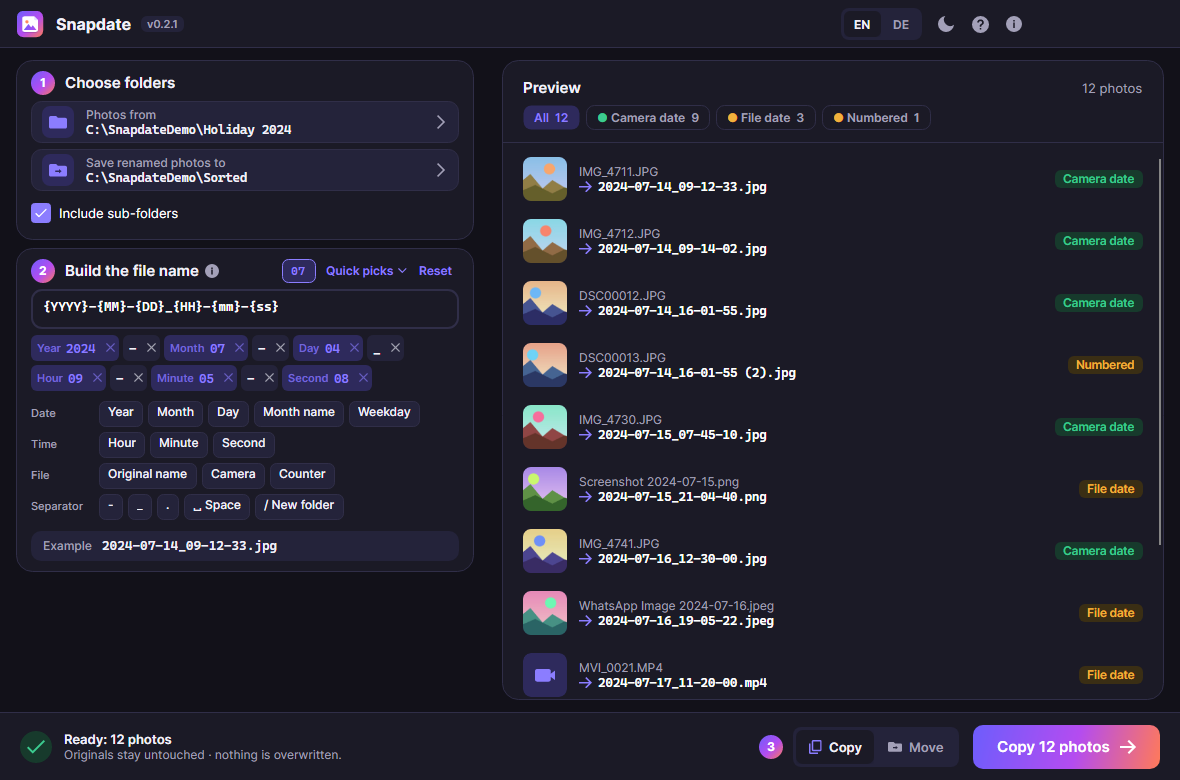 Snapdate v0.2.1 EN DE
1 Choose folders
Photos from
C:\SnapdateDemo\Holiday 2024
Save renamed photos to
C:\SnapdateDemo\Sorted
Include sub-folders
2 Build the file name 07 Quick picks Reset
{YYYY}-{MM}-{DD}_{HH}-{mm}-{ss}
Year 2024 - Month 07 - Day 04 _
Hour 09 - Minute 05 - Second 08
Date Year Month Day Month name Weekday
Time Hour Minute Second
File Original name Camera Counter
Separator - _ . ␣ Space / New folder
Example 2024-07-14_09-12-33.jpg
Preview 12 photos
All 12 Camera date 9 File date 3 Numbered 1
IMG_4711.JPG
→ 2024-07-14_09-12-33.jpg Camera date
IMG_4712.JPG
→ 2024-07-14_09-14-02.jpg Camera date
DSC00012.JPG
→ 2024-07-14_16-01-55.jpg Camera date
DSC00013.JPG
→ 2024-07-14_16-01-55 (2).jpg Numbered
IMG_4730.JPG
→ 2024-07-15_07-45-10.jpg Camera date
Screenshot 2024-07-15.png
→ 2024-07-15_21-04-40.png File date
IMG_4741.JPG
→ 2024-07-16_12-30-00.jpg Camera date
WhatsApp Image 2024-07-16.jpeg
→ 2024-07-16_19-05-22.jpeg File date
MVI_0021.MP4
→ 2024-07-17_11-20-00.mp4 File date
Ready: 12 photos
Originals stay untouched · nothing is overwritten.
3 Copy Move Copy 12 photos →